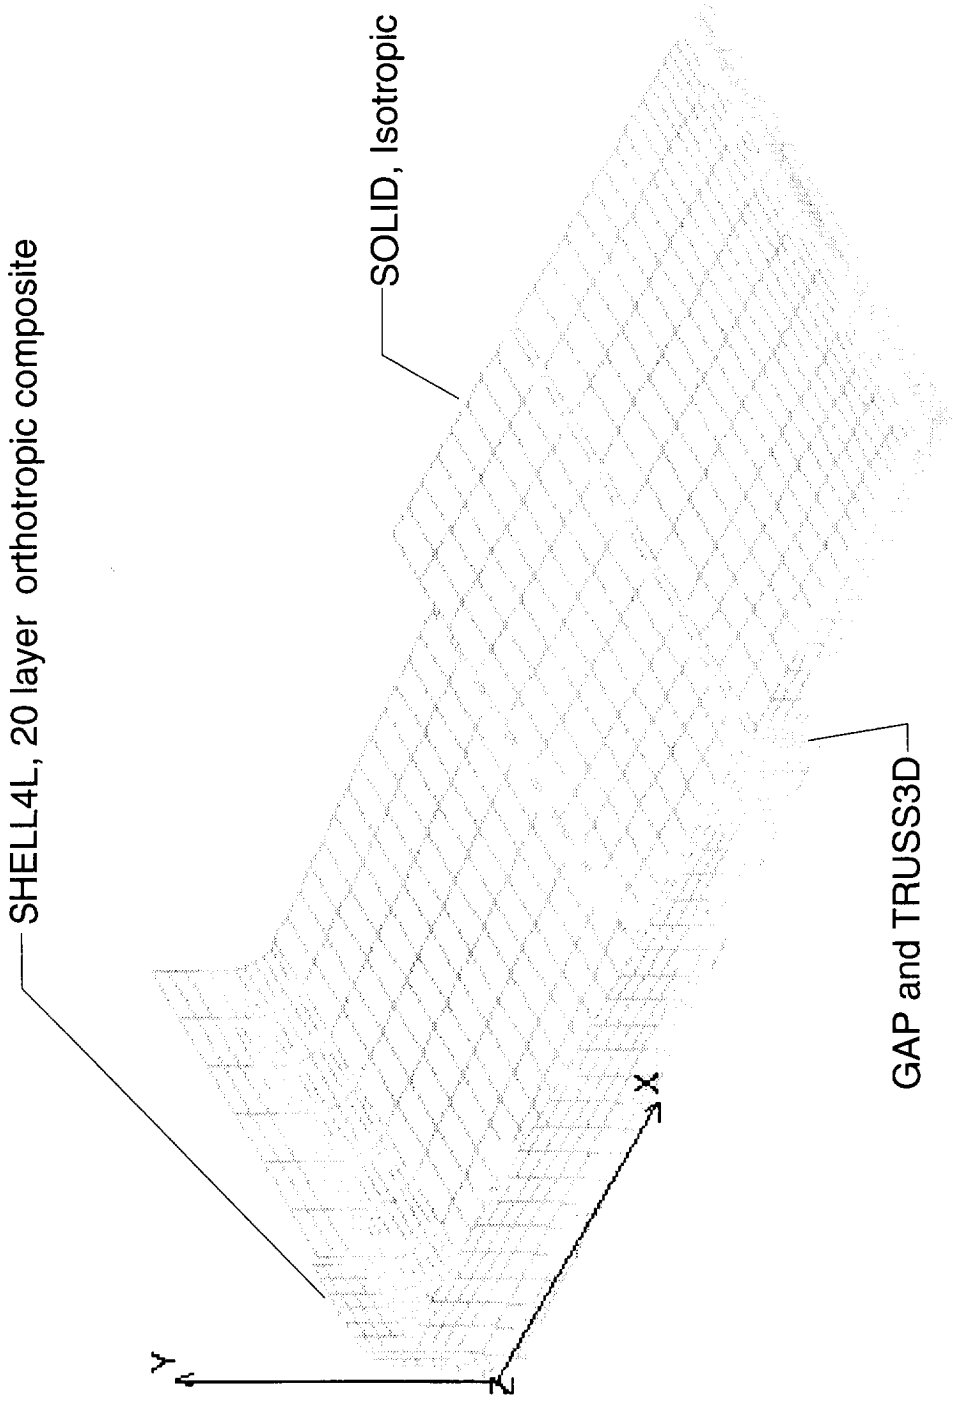 SHELL4L, 20 layer orthotropic composite
SOLID, Isotropic
GAP and TRUSS3D
Y
X
Z